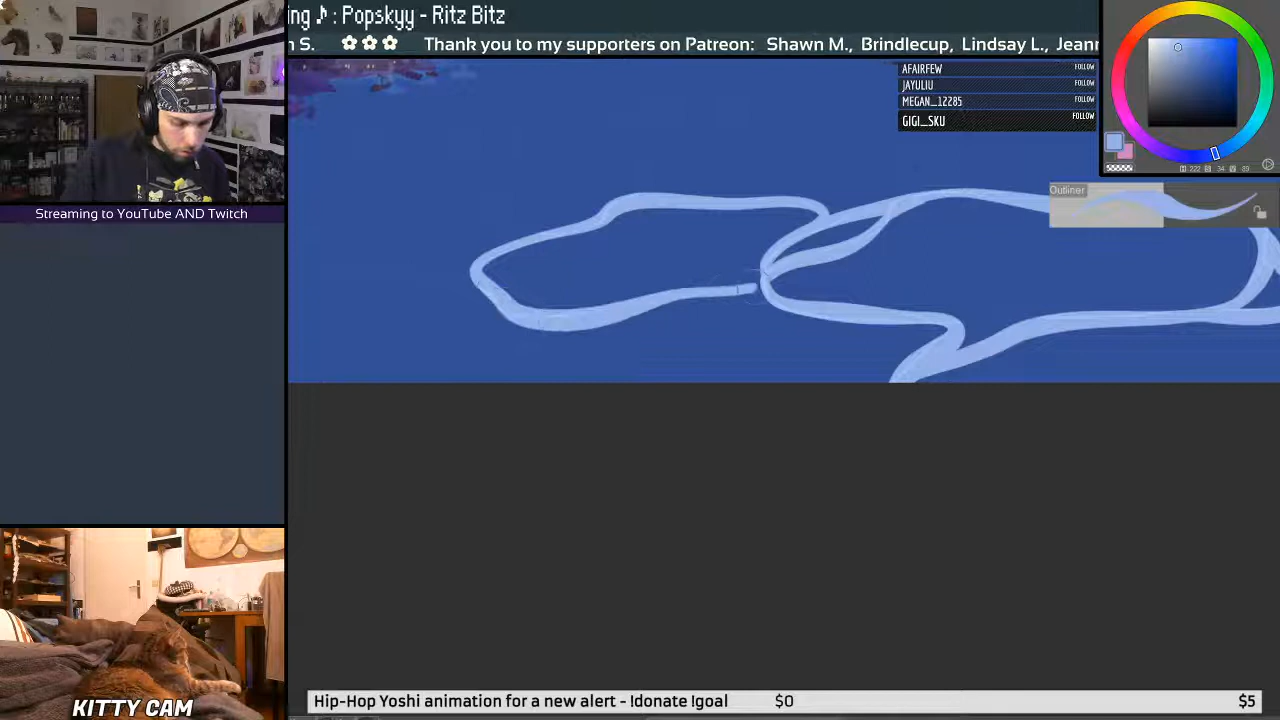 ing ♪ : Popskyy - Ritz Bitz
n S. ✿✿✿ Thank you to my supporters on Patreon: Shawn M., Brindlecup, Lindsay L., Jeann
AFAIRFEW FOLLOW
JAYULIU FOLLOW
MEGAN_12285 FOLLOW
GIGI_SKU FOLLOW
Outliner
Streaming to YouTube AND Twitch
KITTY CAM
Hip-Hop Yoshi animation for a new alert - !donate !goal $0 $5